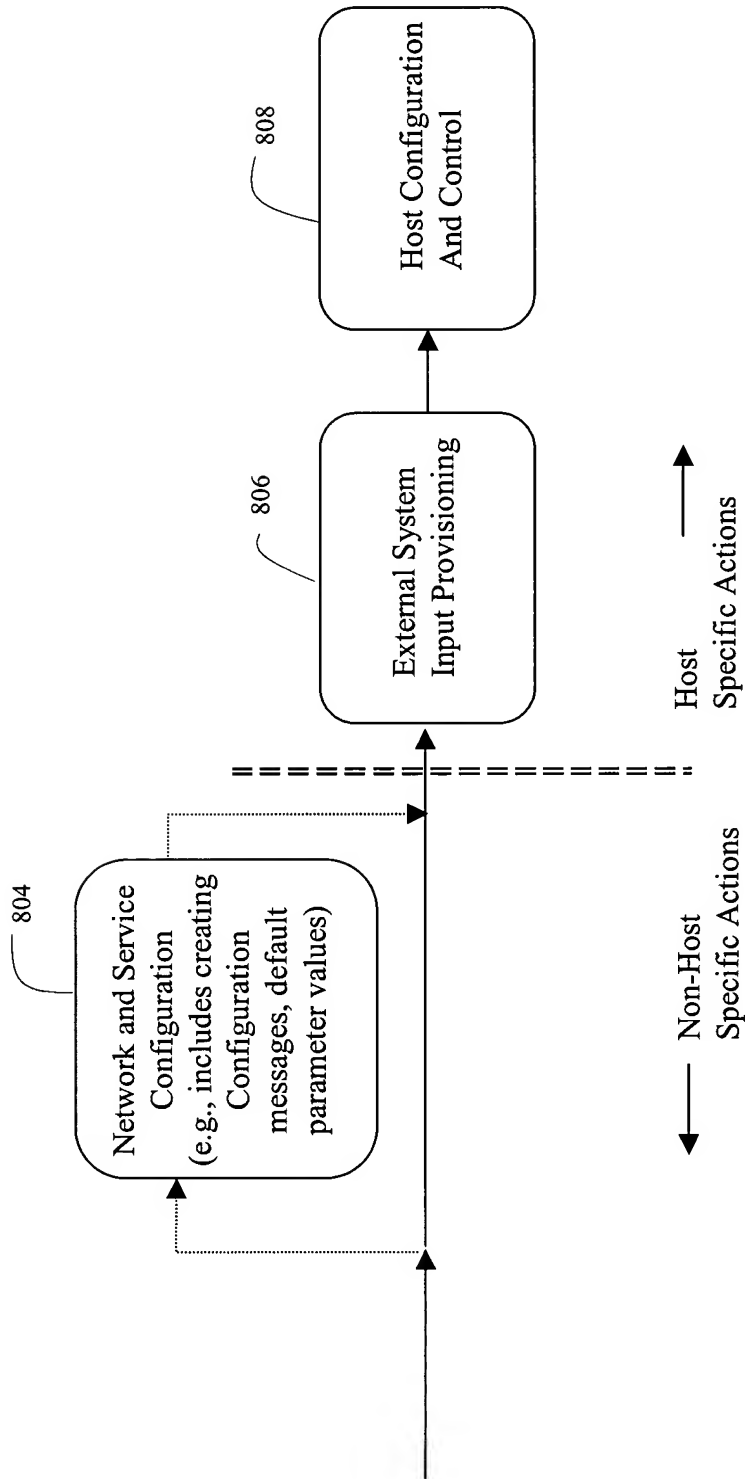 804
Network and Service
Configuration
(e.g., includes creating
Configuration
messages, default
parameter values)
806
External System
Input Provisioning
808
Host Configuration
And Control
Non-Host
Specific Actions
Host
Specific Actions